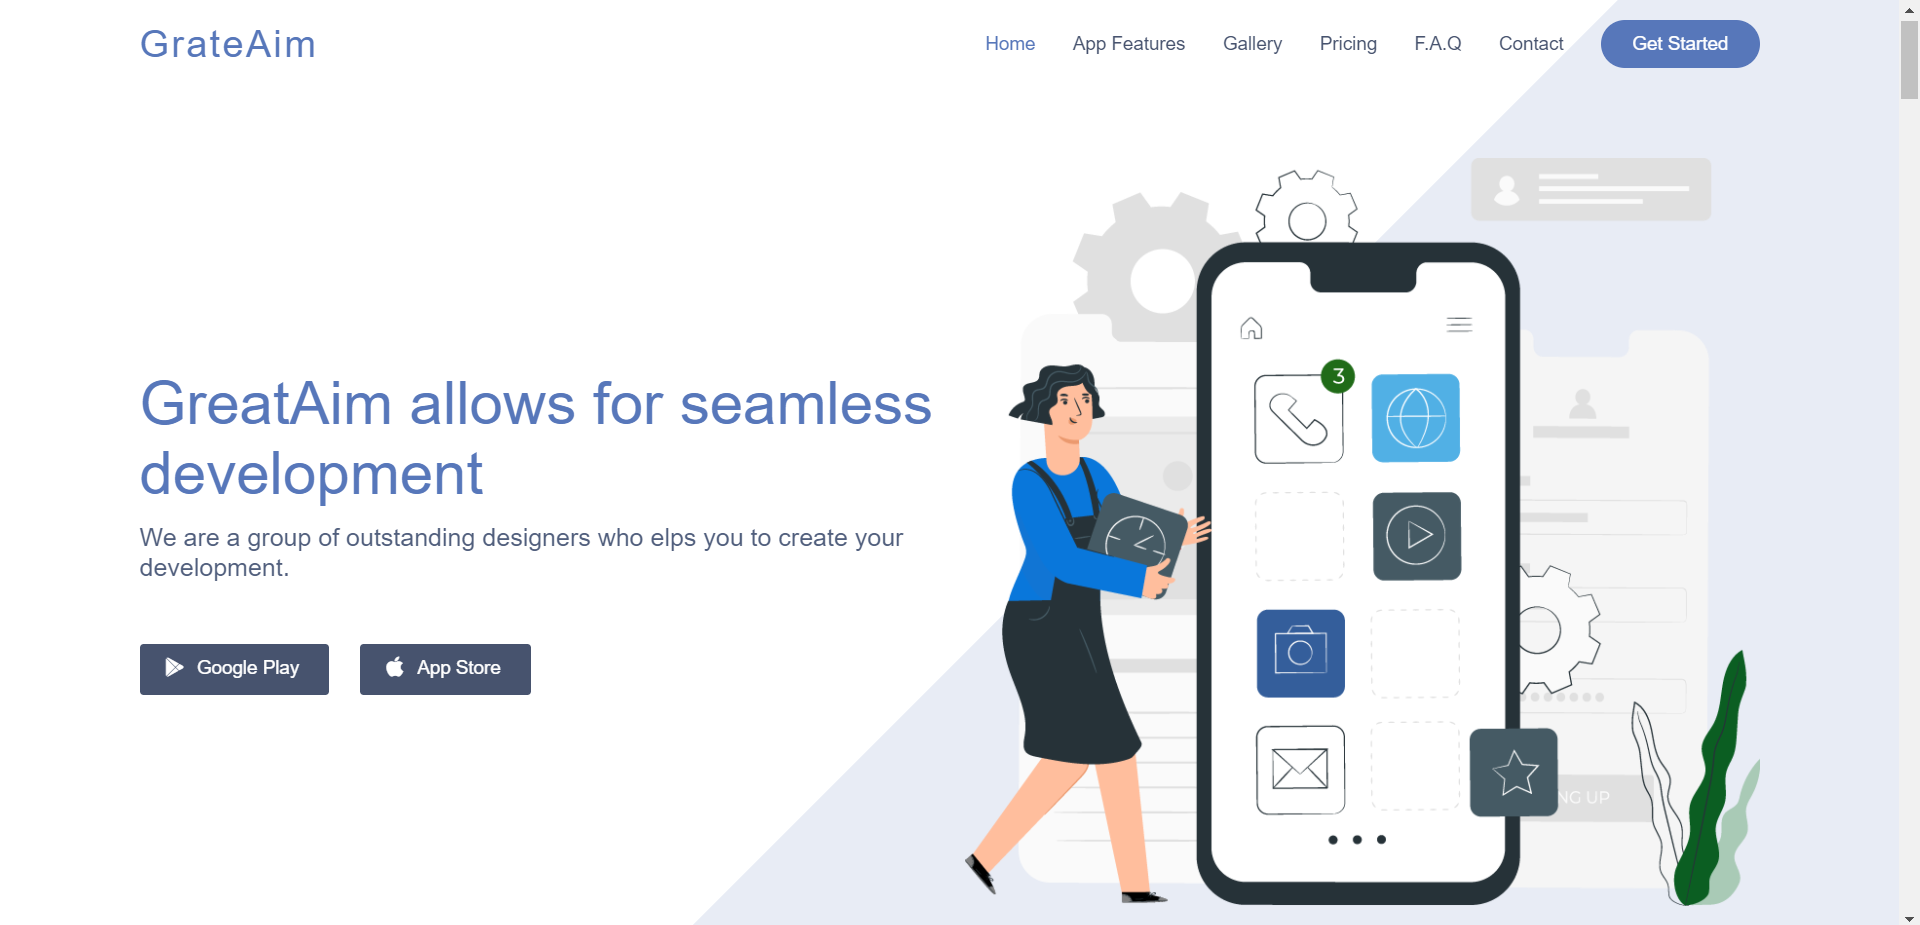 GrateAim
Home App Features Gallery Pricing F.A.Q Contact Get Started
GreatAim allows for seamless
development
We are a group of outstanding designers who elps you to create your
development.
Google Play App Store
3
NG UP